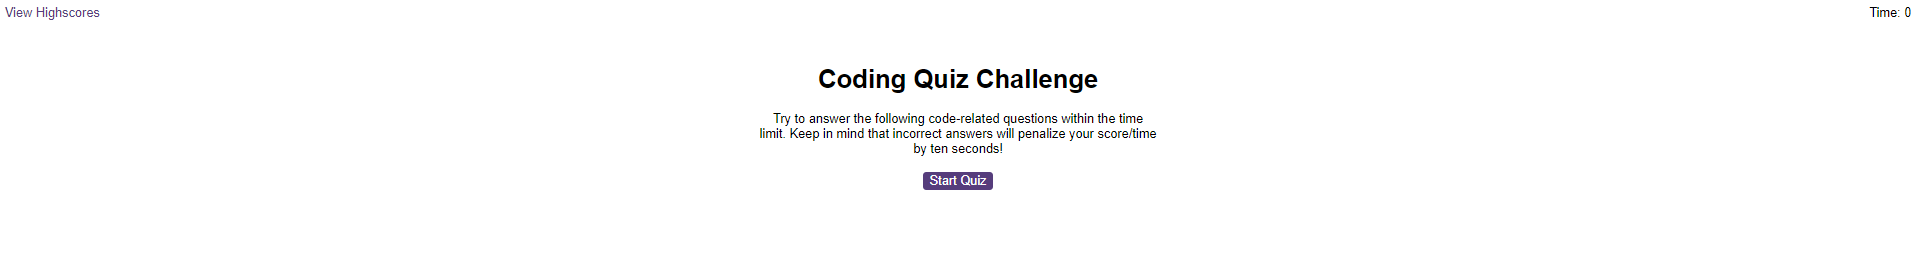 View Highscores
Time: 0
Coding Quiz Challenge
Try to answer the following code-related questions within the time
limit. Keep in mind that incorrect answers will penalize your score/time
by ten seconds!
Start Quiz